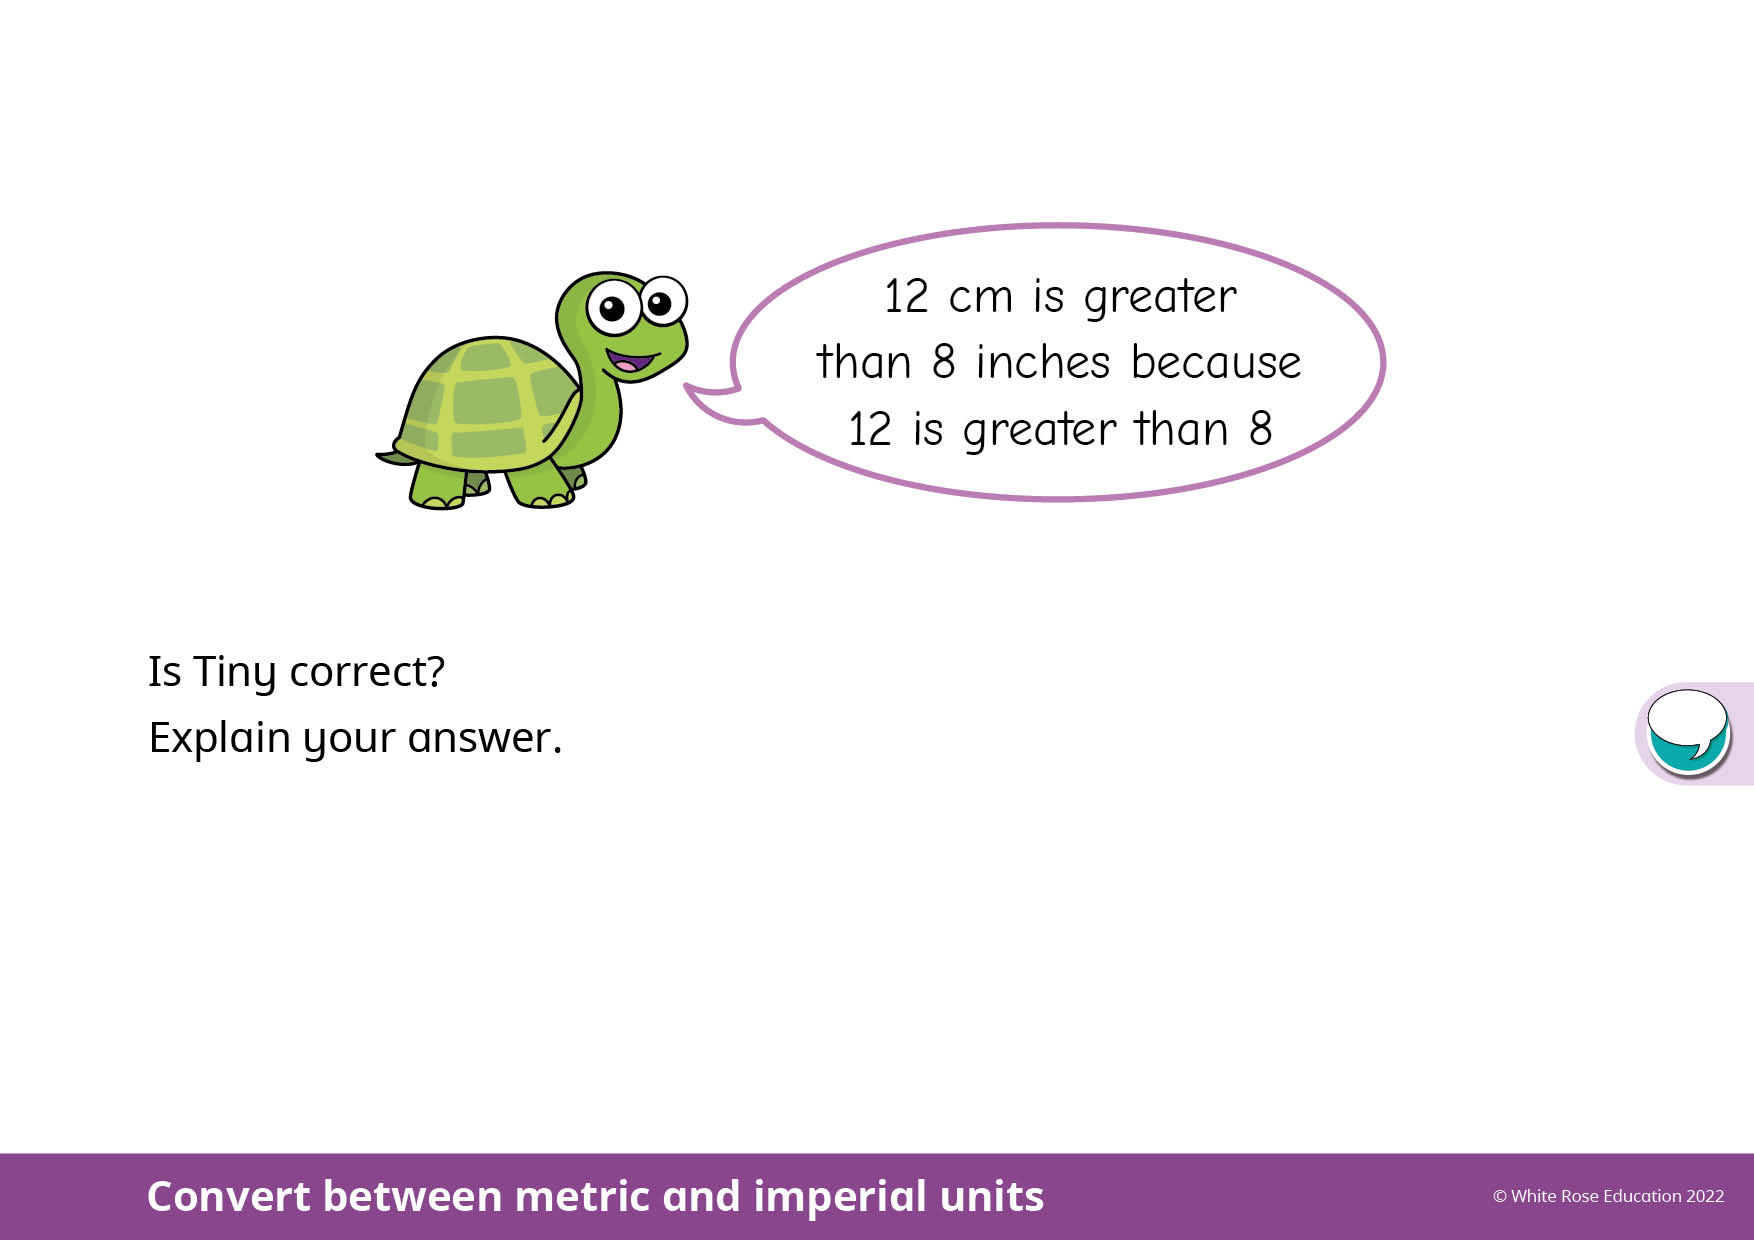 12 cm is greater
than 8 inches because
12 is greater than 8
Is Tiny correct?
Explain your answer.
Convert between metric and imperial units
© White Rose Education 2022